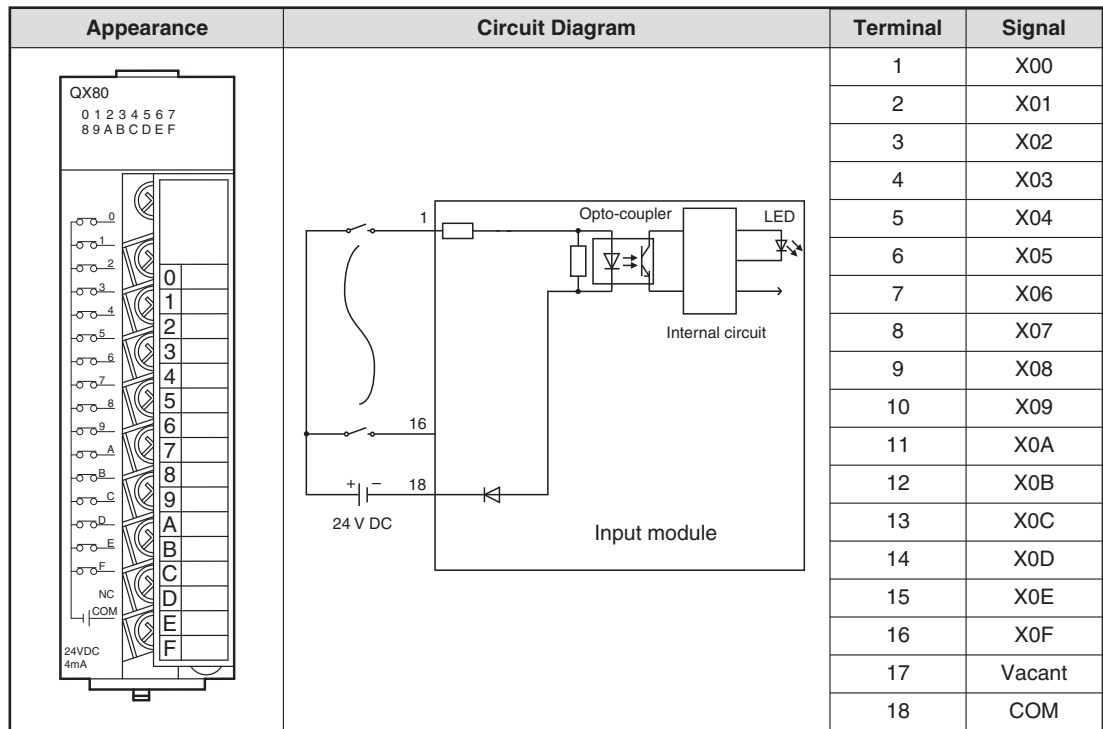 Appearance
Circuit Diagram
Terminal Signal
QX80
0 1 2 3 4 5 6 7
8 9 A B C D E F
0
1
2
3
4
5
6
7
8
9
A
B
C
D
E
F
NC
COM
24VDC
4mA
0
1
2
3
4
5
6
7
8
9
A
B
C
D
E
F
1
Opto-coupler
LED
Internal circuit
16
+ − 18
24 V DC
Input module
1 X00
2 X01
3 X02
4 X03
5 X04
6 X05
7 X06
8 X07
9 X08
10 X09
11 X0A
12 X0B
13 X0C
14 X0D
15 X0E
16 X0F
17 Vacant
18 COM